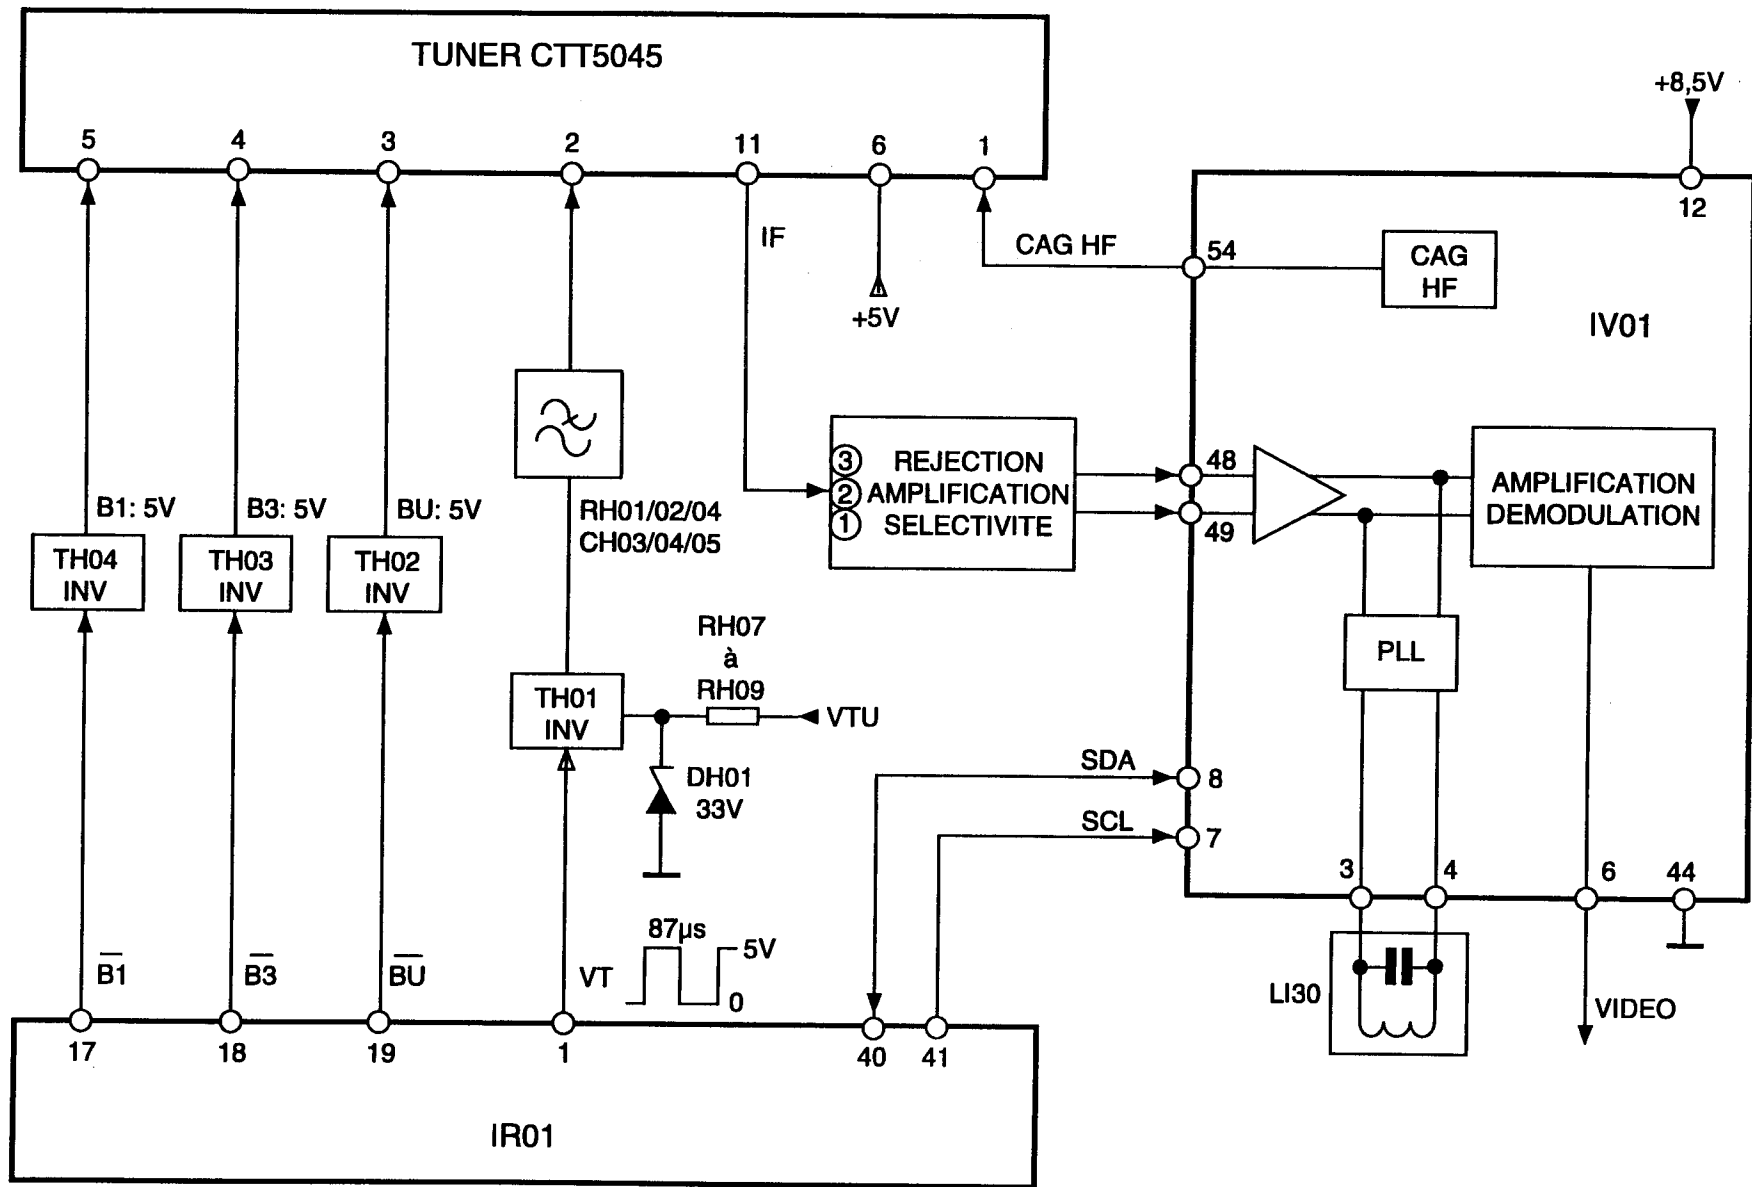 TUNER CTT5045
5
4
3
2
11
6
1
+8,5V
12
IF
CAG HF
54
CAG
HF
+5V
IV01
3 REJECTION
2 AMPLIFICATION
1 SELECTIVITE
48
49
AMPLIFICATION
DEMODULATION
B1: 5V
B3: 5V
BU: 5V
RH01/02/04
CH03/04/05
TH04
INV
TH03
INV
TH02
INV
PLL
RH07
à
RH09
TH01
INV
VTU
DH01
33V
SDA
8
SCL
7
3
4
6
44
87µs
5V
0
B̅1̅
B̅3̅
B̅U̅
VT
LI30
VIDEO
17
18
19
1
40
41
IR01